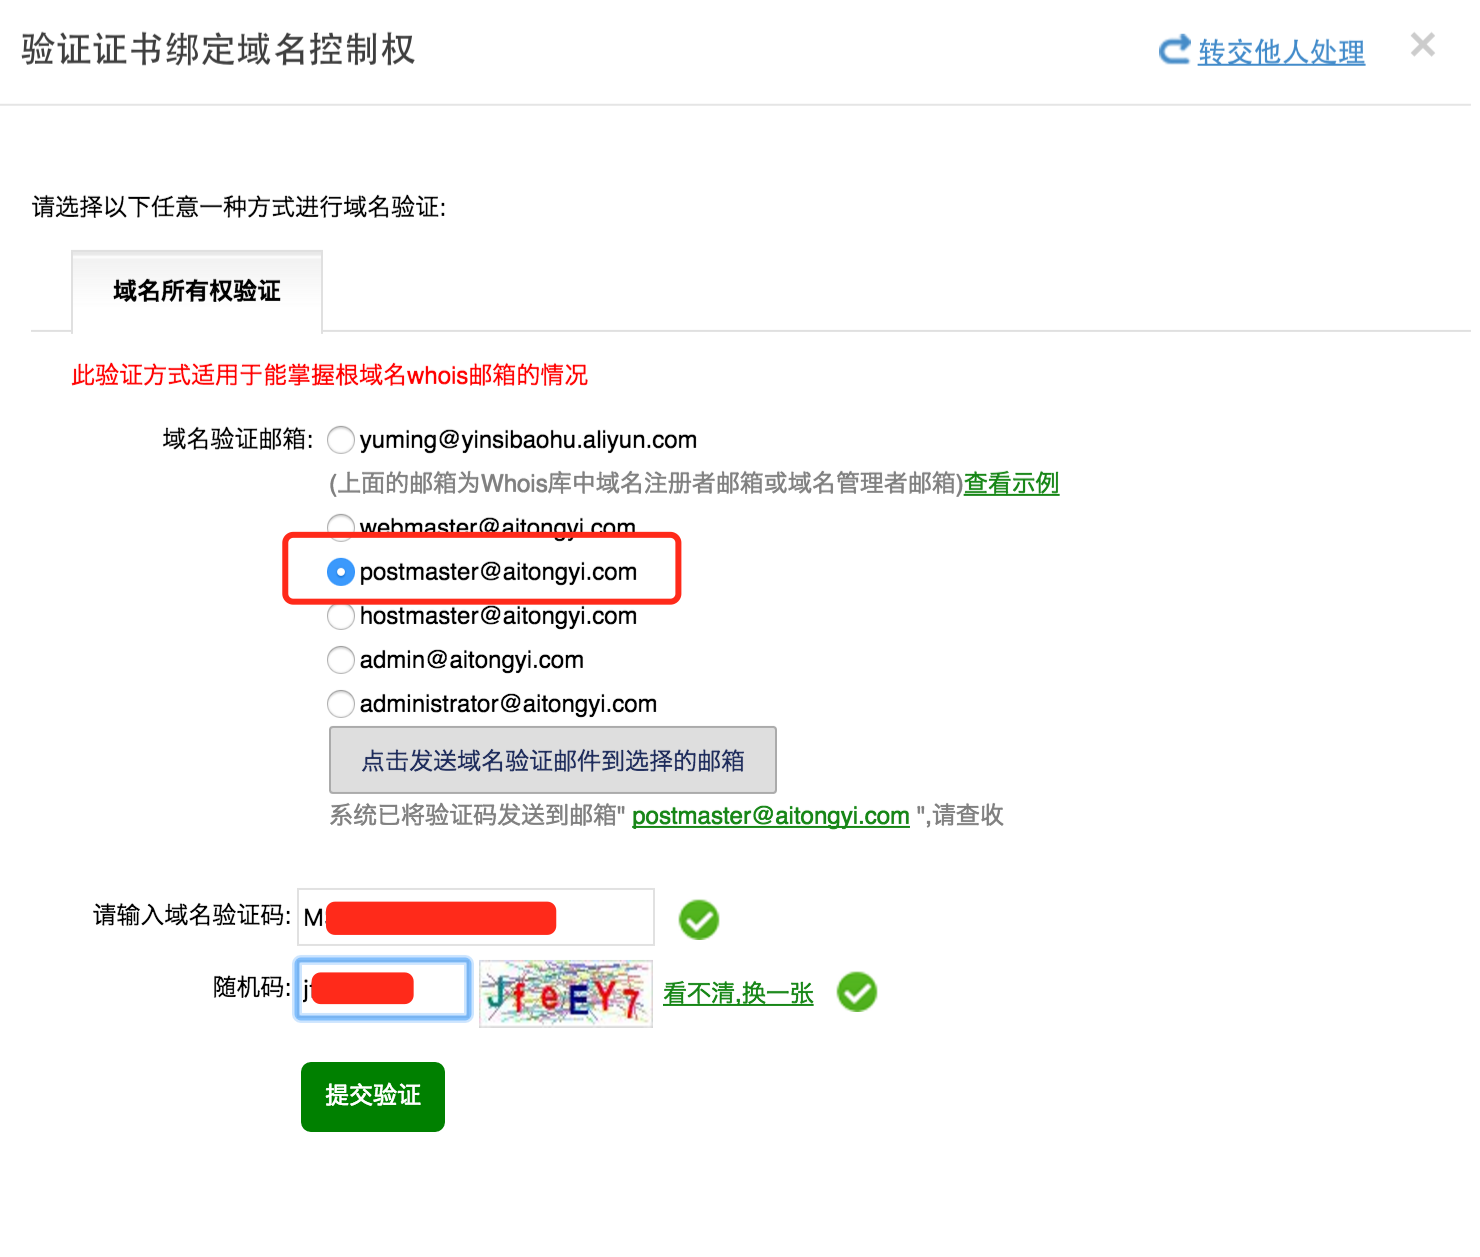 验证证书绑定域名控制权
转交他人处理
请选择以下任意一种方式进行域名验证:
域名所有权验证
此验证方式适用于能掌握根域名whois邮箱的情况
域名验证邮箱: yuming@yinsibaohu.aliyun.com
(上面的邮箱为Whois库中域名注册者邮箱或域名管理者邮箱)查看示例
webmaster@aitongyi.com
postmaster@aitongyi.com
hostmaster@aitongyi.com
admin@aitongyi.com
administrator@aitongyi.com
点击发送域名验证邮件到选择的邮箱
系统已将验证码发送到邮箱" postmaster@aitongyi.com ",请查收
请输入域名验证码: M
随机码: j JfeEY7 看不清,换一张
提交验证